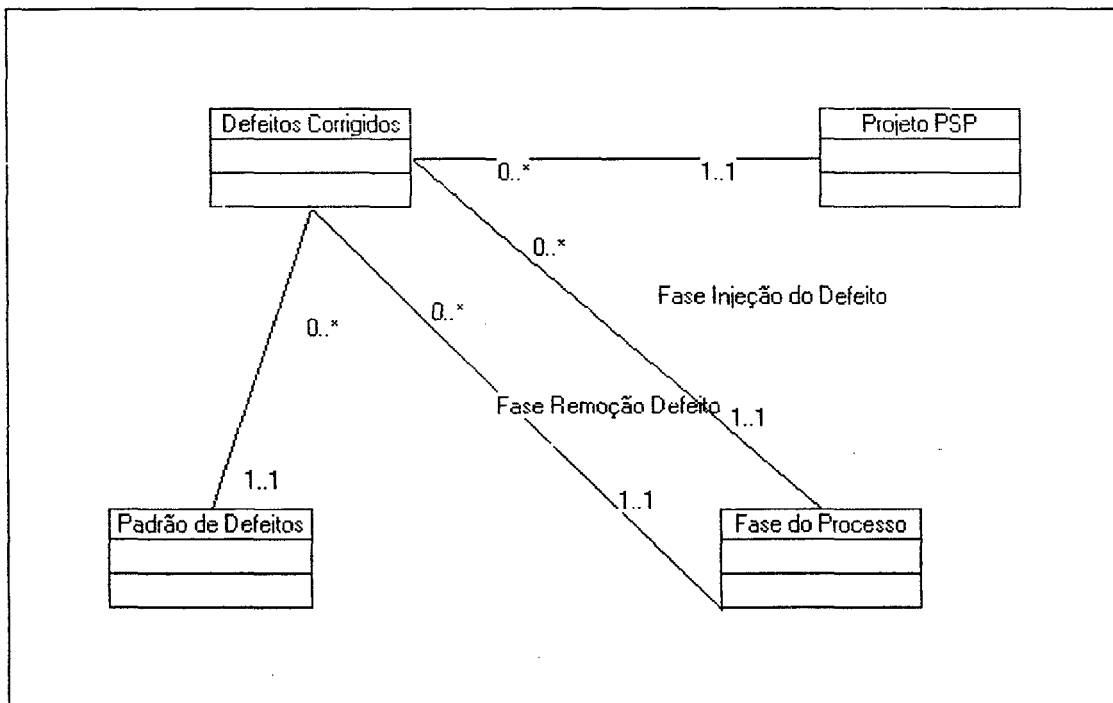 Defeitos Corrigidos
Projeto PSP
0..*
1..1
0..*
Fase Injeção do Defeito
0..*
0..*
Fase Remoção Defeito
1..1
1..1
1..1
Padrão de Defeitos
Fase do Processo